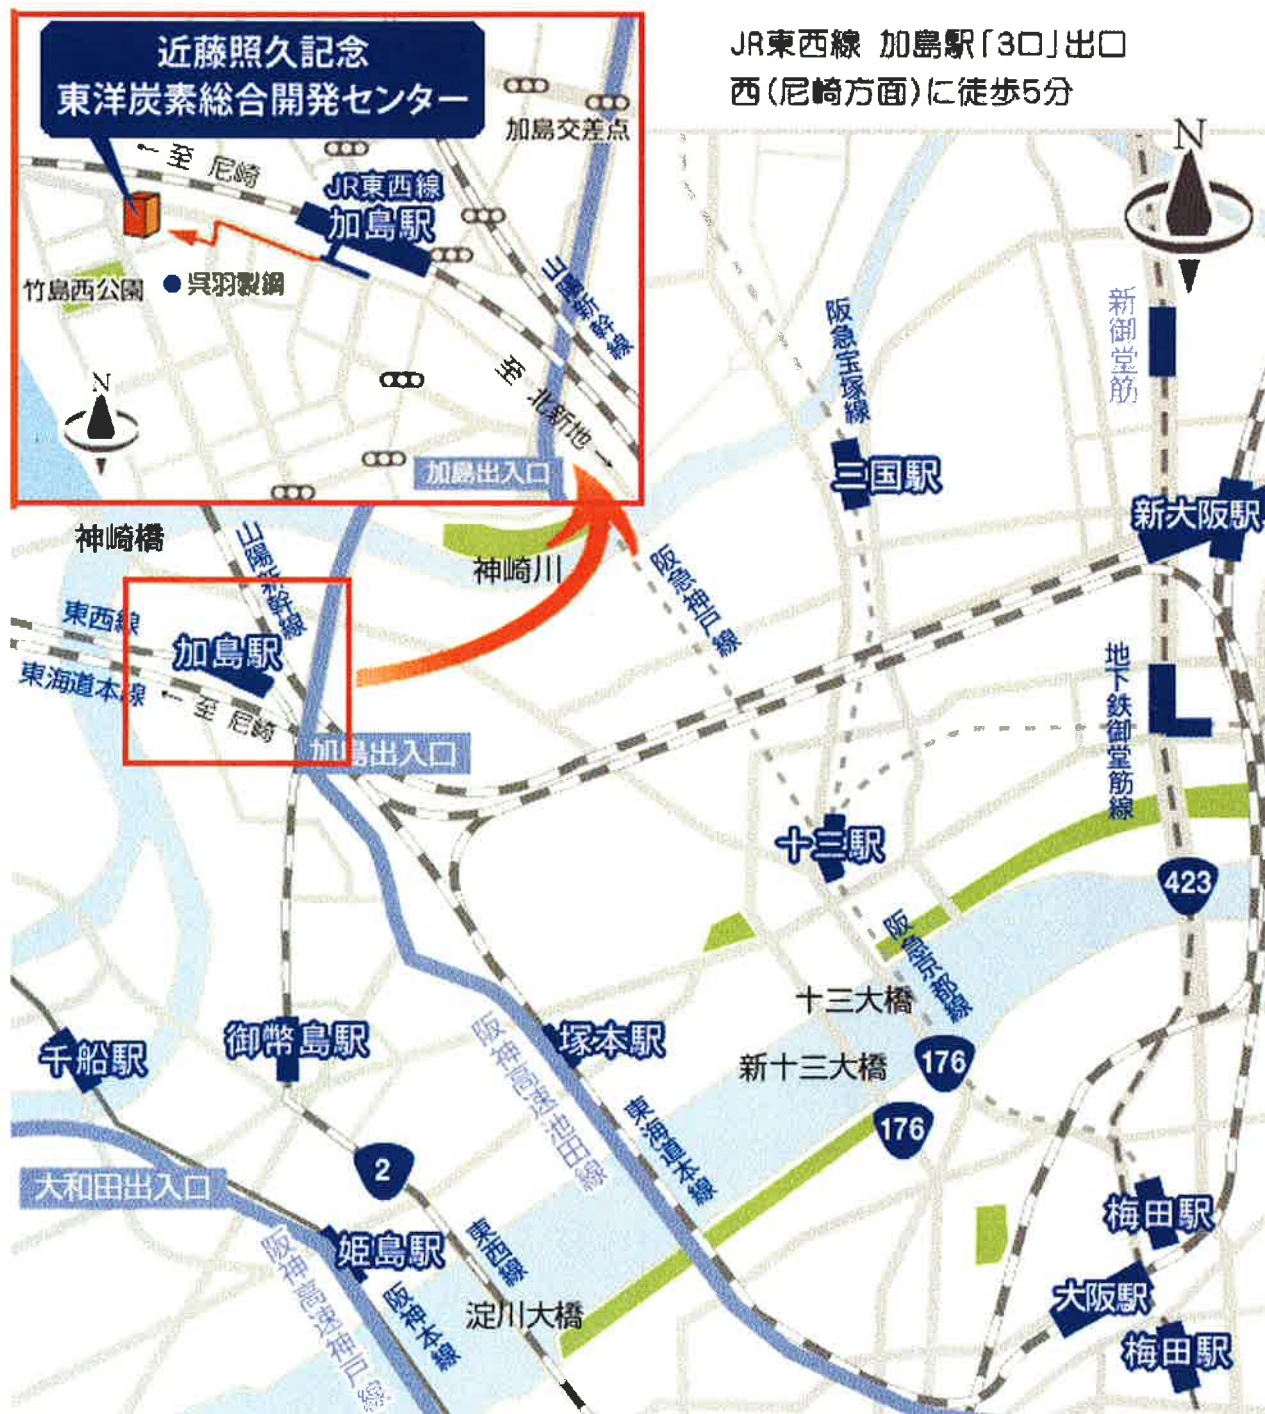 JR東西線 加島駅「3口」出口
西(尼崎方面)に徒歩5分
近藤照久記念
東洋炭素総合開発センター
加島交差点
←至 尼崎
JR東西線
加島駅
竹島西公園
呉羽製鋼
山陽新幹線
至 北新地→
加島出入口
N
N
新御堂筋
阪急宝塚線
三国駅
新大阪駅
神崎橋
神崎川
山陽新幹線
阪急神戸線
東西線
加島駅
東海道本線
←至 尼崎
加島出入口
地下鉄御堂筋線
十三駅
423
阪急京都線
十三大橋
新十三大橋
176
176
千船駅
御幣島駅
塚本駅
阪神高速池田線
東海道本線
2
大和田出入口
姫島駅
東西線
阪神高速神戸線
阪神本線
淀川大橋
梅田駅
大阪駅
梅田駅